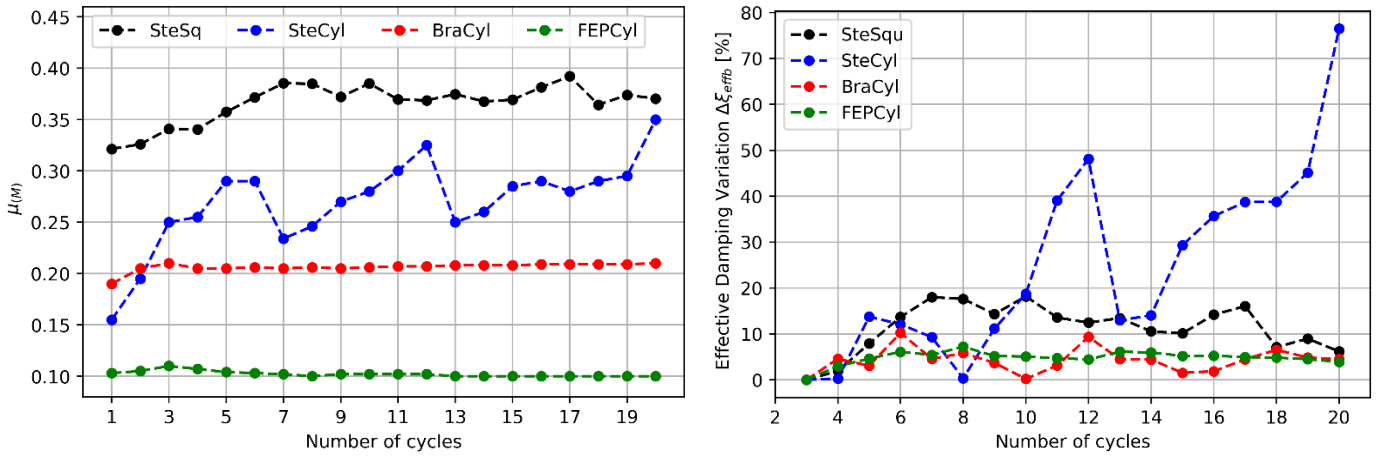 0.45
0.40
0.35
0.30
0.25
0.20
0.15
0.10
μ(M)
SteSq SteCyl BraCyl FEPCyl
1 3 5 7 9 11 13 15 17 19
Number of cycles
80
70
60
50
40
30
20
10
0
Effective Damping Variation Δξeffb [%]
SteSqu
SteCyl
BraCyl
FEPCyl
2 4 6 8 10 12 14 16 18 20
Number of cycles